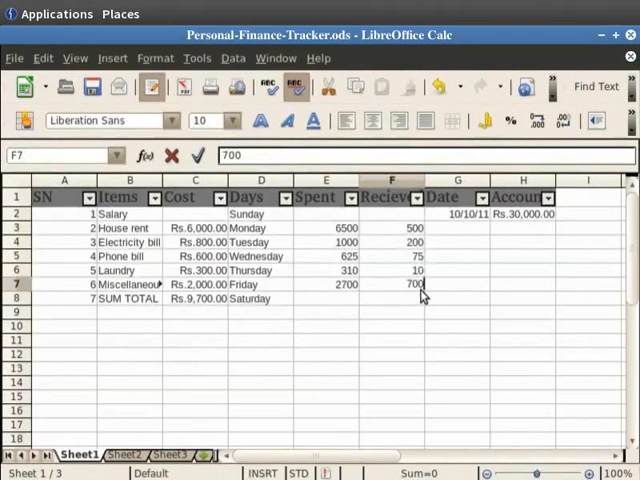 Applications Places
Personal-Finance-Tracker.ods - LibreOffice Calc
File Edit View Insert Format Tools Data Window Help
ABC ABC Find Text
Liberation Sans 10 A A A %
F7 f(x) 700
A B C D E F G H I
1 SN Items Cost Days Spent Recieve Date Accoun
2 1 Salary Sunday 10/10/11 Rs.30,000.00
3 2 House rent Rs.6,000.00 Monday 6500 500
4 3 Electricity bill Rs.800.00 Tuesday 1000 200
5 4 Phone bill Rs.600.00 Wednesday 625 75
6 5 Laundry Rs.300.00 Thursday 310 10
7 6 Miscellaneou Rs.2,000.00 Friday 2700 700
8 7 SUM TOTAL Rs.9,700.00 Saturday
9
10
11
12
13
14
15
16
17
18
Sheet1 Sheet2 Sheet3
Sheet 1 / 3 Default INSRT STD Sum=0 100%